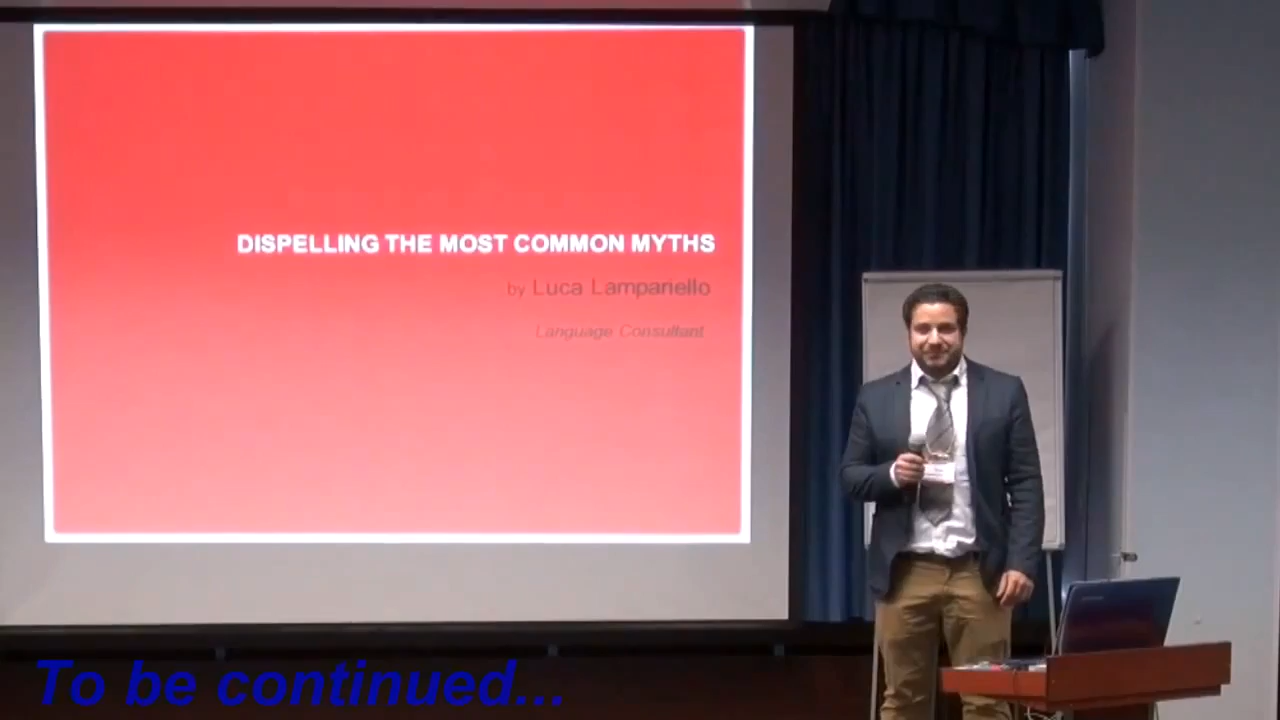 DISPELLING THE MOST COMMON MYTHS
by Luca Lampariello
Language Consultant
To be continued...